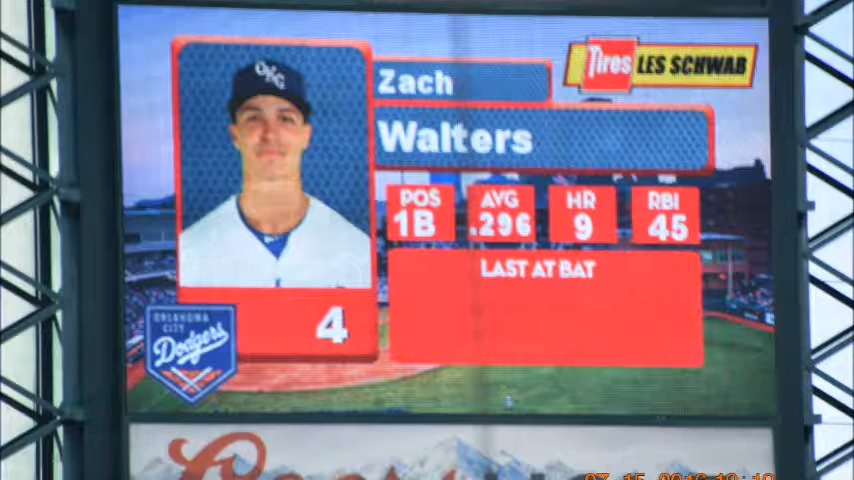 OKC
Zach
Tires LES SCHWAB
Walters
POS AVG HR RBI
1B .296 9 45
LAST AT BAT
4
OKLAHOMA
CITY
Dodgers
Coors